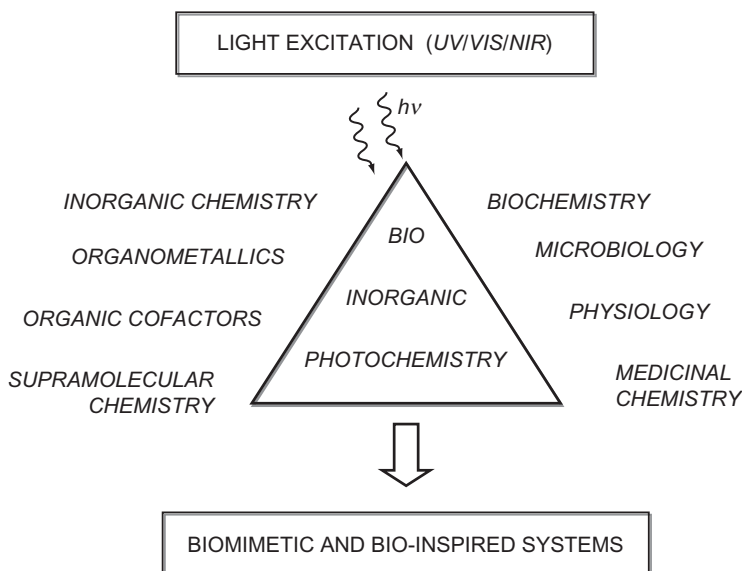 LIGHT EXCITATION (UV/VIS/NIR)
hν
INORGANIC CHEMISTRY
BIOCHEMISTRY
BIO
ORGANOMETALLICS
MICROBIOLOGY
INORGANIC
ORGANIC COFACTORS
PHYSIOLOGY
PHOTOCHEMISTRY
SUPRAMOLECULAR
CHEMISTRY
MEDICINAL
CHEMISTRY
BIOMIMETIC AND BIO-INSPIRED SYSTEMS